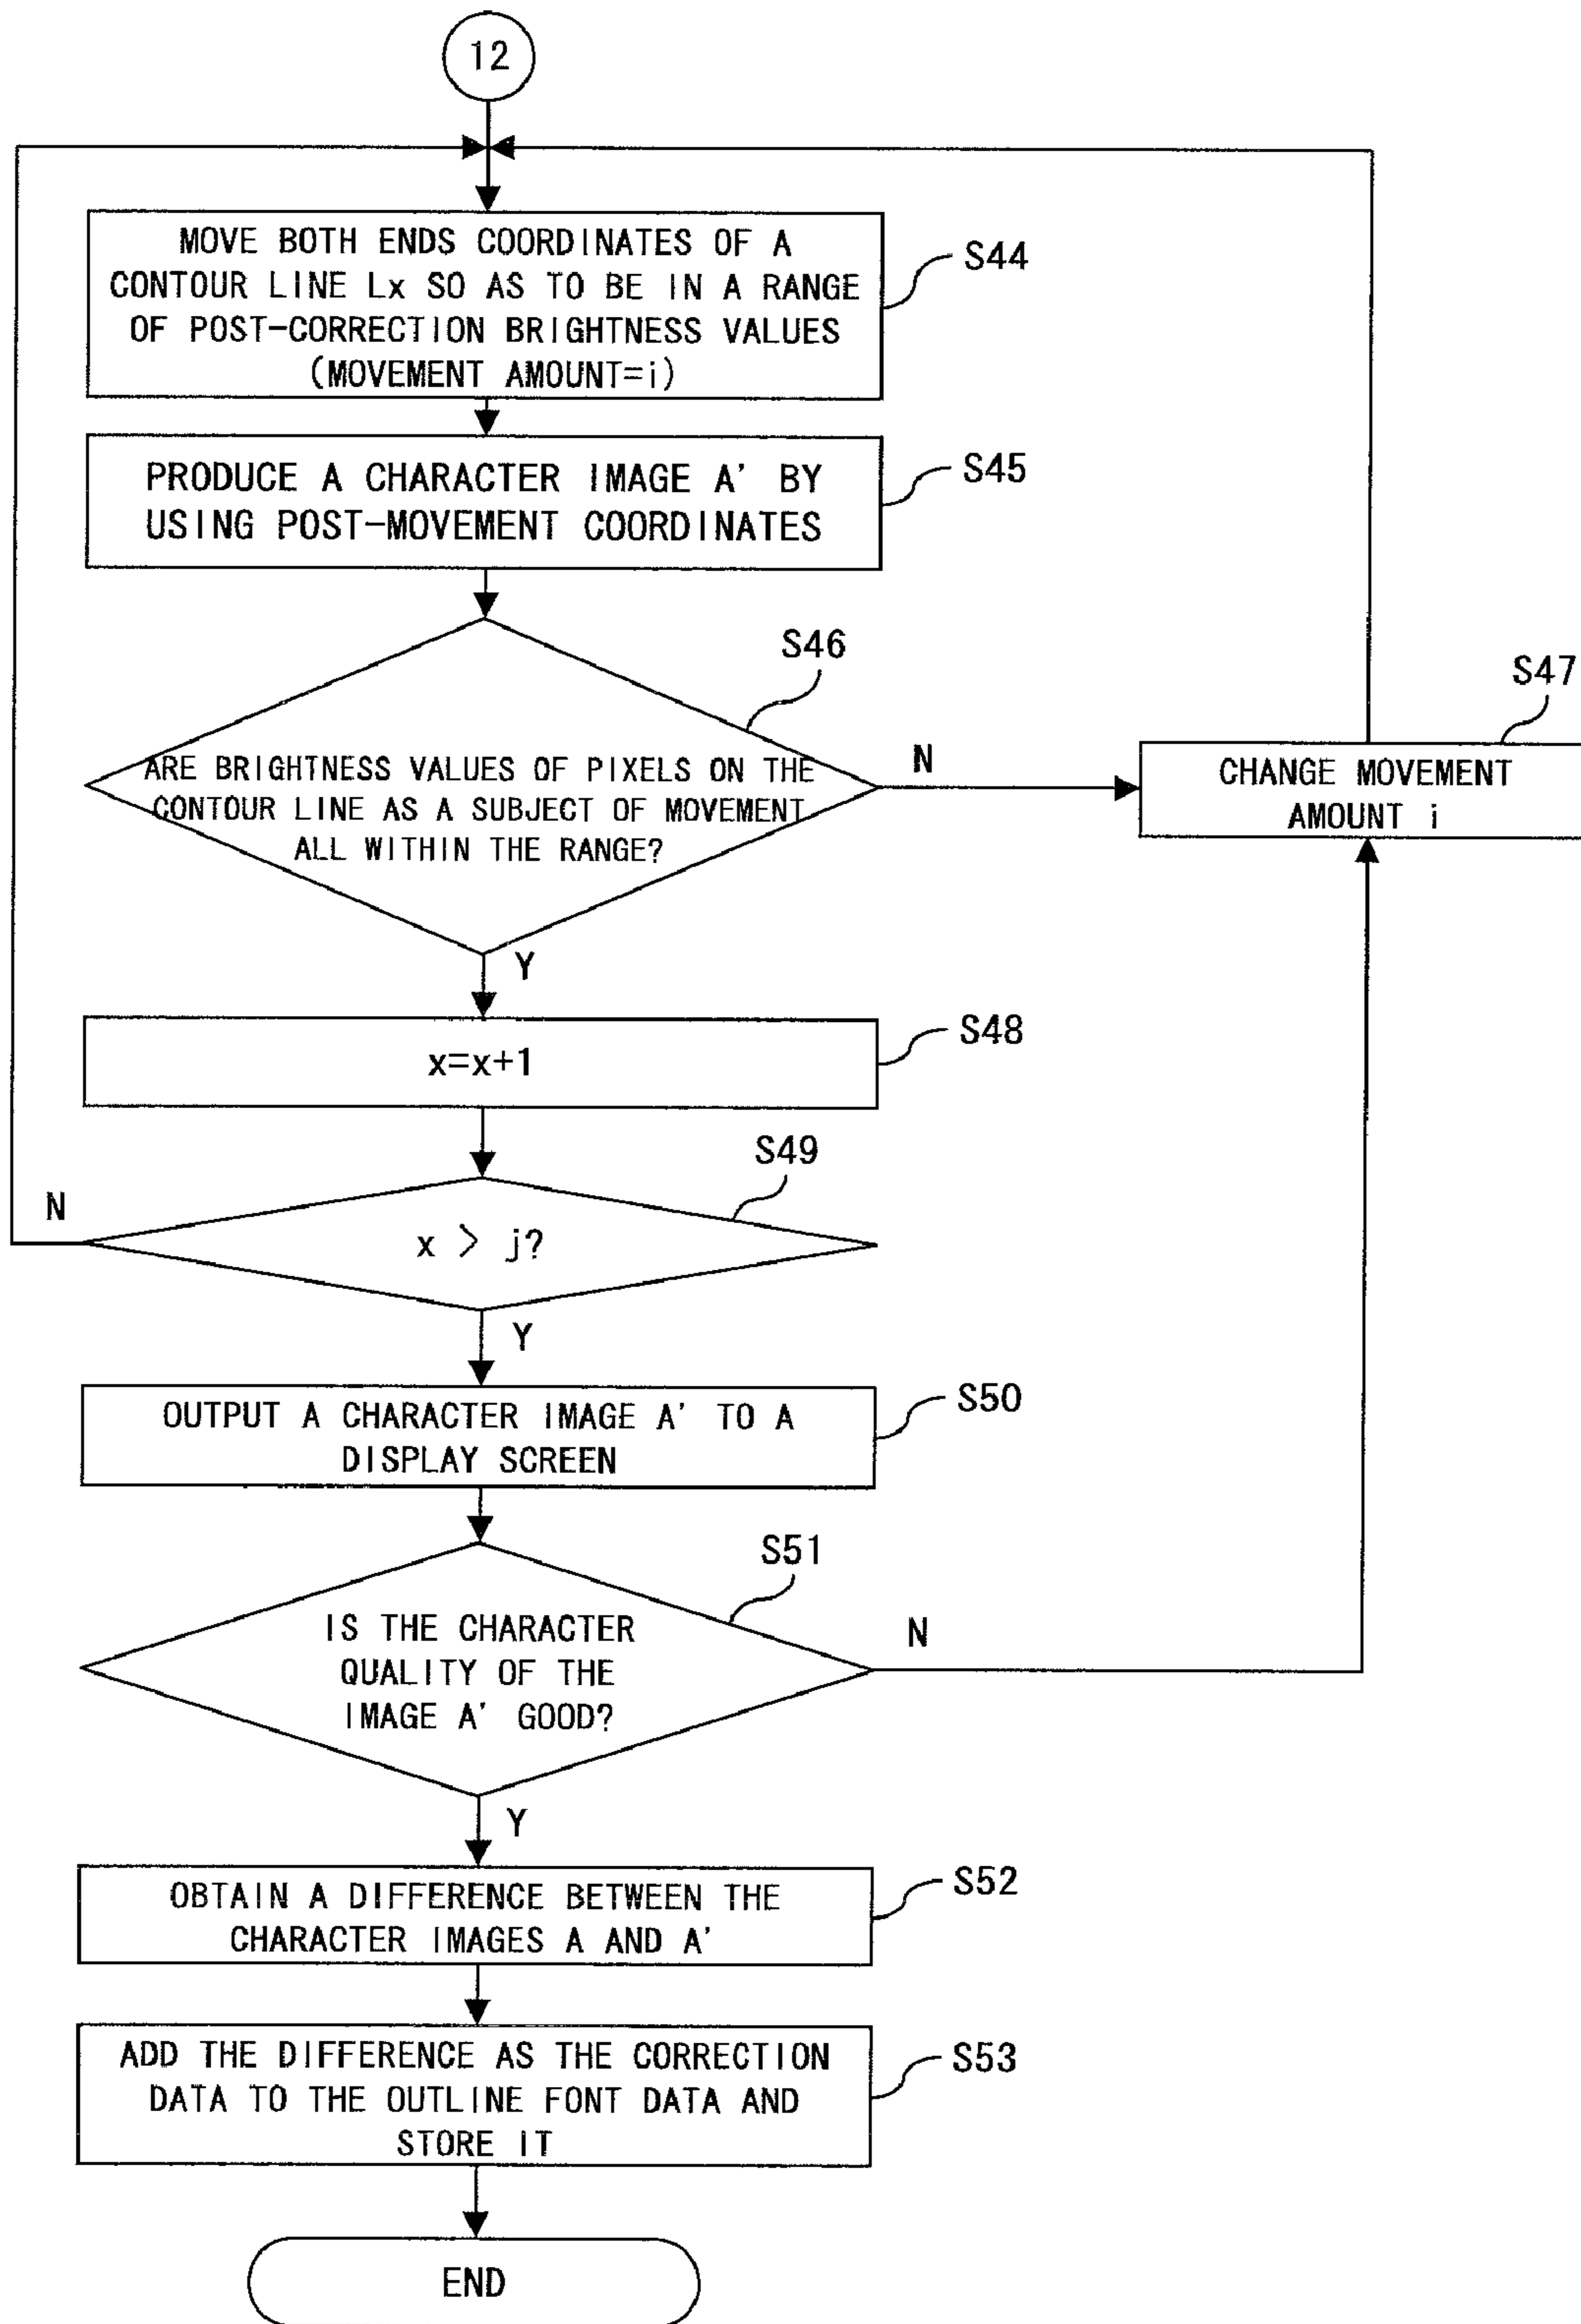 12
MOVE BOTH ENDS COORDINATES OF A
CONTOUR LINE Lx SO AS TO BE IN A RANGE
OF POST-CORRECTION BRIGHTNESS VALUES
(MOVEMENT AMOUNT=i)
S44
PRODUCE A CHARACTER IMAGE A' BY
USING POST-MOVEMENT COORDINATES
S45
S46
ARE BRIGHTNESS VALUES OF PIXELS ON THE
CONTOUR LINE AS A SUBJECT OF MOVEMENT
ALL WITHIN THE RANGE?
N
S47
CHANGE MOVEMENT
AMOUNT i
Y
x=x+1
S48
S49
N
x > j?
Y
OUTPUT A CHARACTER IMAGE A' TO A
DISPLAY SCREEN
S50
S51
IS THE CHARACTER
QUALITY OF THE
IMAGE A' GOOD?
N
Y
OBTAIN A DIFFERENCE BETWEEN THE
CHARACTER IMAGES A AND A'
S52
ADD THE DIFFERENCE AS THE CORRECTION
DATA TO THE OUTLINE FONT DATA AND
STORE IT
S53
END